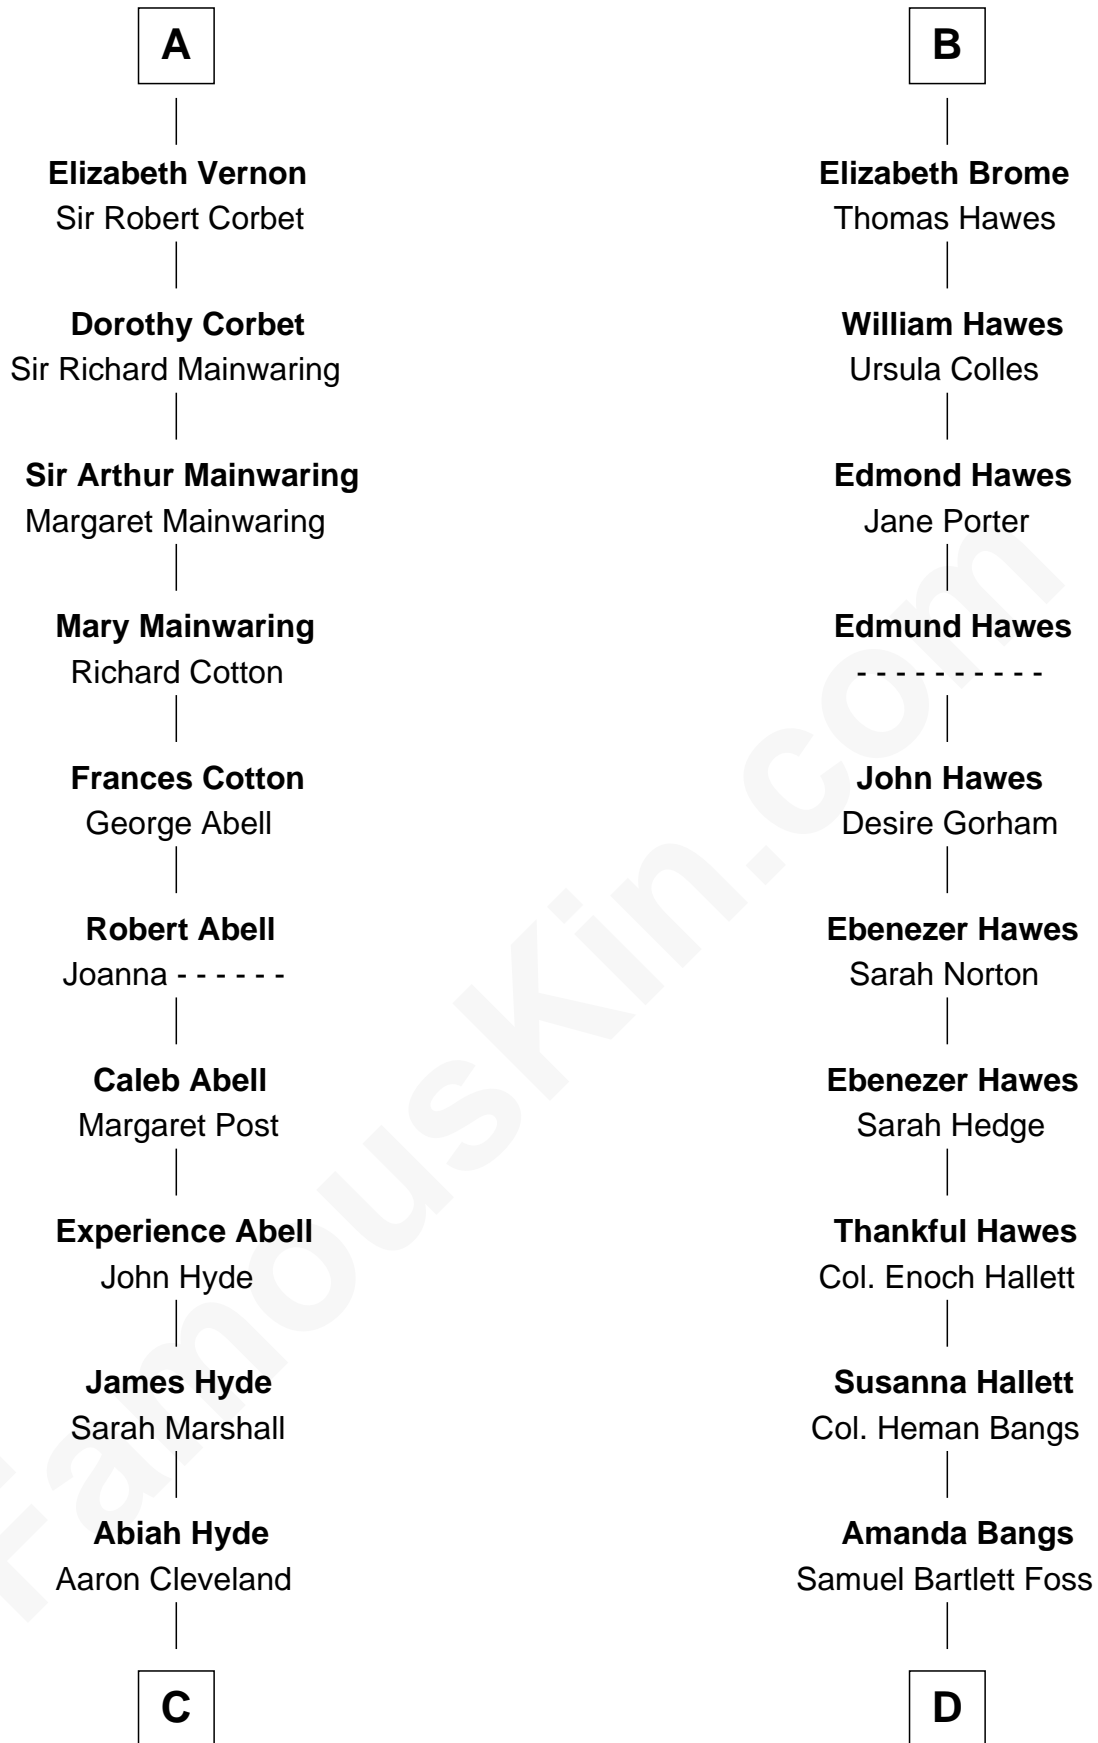 A
Elizabeth Vernon
Sir Robert Corbet
Dorothy Corbet
Sir Richard Mainwaring
Sir Arthur Mainwaring
Margaret Mainwaring
Mary Mainwaring
Richard Cotton
Frances Cotton
George Abell
Robert Abell
Joanna - - - - - -
Caleb Abell
Margaret Post
Experience Abell
John Hyde
James Hyde
Sarah Marshall
Abiah Hyde
Aaron Cleveland
C
B
Elizabeth Brome
Thomas Hawes
William Hawes
Ursula Colles
Edmond Hawes
Jane Porter
Edmund Hawes
- - - - - - - - - -
John Hawes
Desire Gorham
Ebenezer Hawes
Sarah Norton
Ebenezer Hawes
Sarah Hedge
Thankful Hawes
Col. Enoch Hallett
Susanna Hallett
Col. Heman Bangs
Amanda Bangs
Samuel Bartlett Foss
D
FamousKin.com